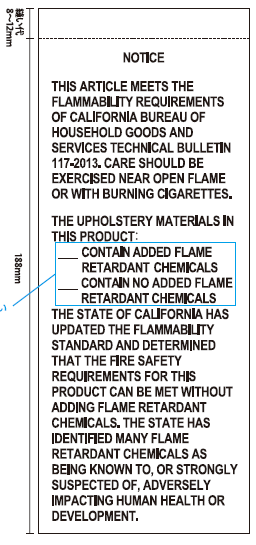 縫い代
8～12mm
NOTICE
THIS ARTICLE MEETS THE
FLAMMABILITY REQUIREMENTS
OF CALIFORNIA BUREAU OF
HOUSEHOLD GOODS AND
SERVICES TECHNICAL BULLETIN
117-2013. CARE SHOULD BE
EXERCISED NEAR OPEN FLAME
OR WITH BURNING CIGARETTES.
THE UPHOLSTERY MATERIALS IN
THIS PRODUCT:
___ CONTAIN ADDED FLAME
RETARDANT CHEMICALS
___ CONTAIN NO ADDED FLAME
RETARDANT CHEMICALS
THE STATE OF CALIFORNIA HAS
UPDATED THE FLAMMABILITY
STANDARD AND DETERMINED
THAT THE FIRE SAFETY
REQUIREMENTS FOR THIS
PRODUCT CAN BE MET WITHOUT
ADDING FLAME RETARDANT
CHEMICALS. THE STATE HAS
IDENTIFIED MANY FLAME
RETARDANT CHEMICALS AS
BEING KNOWN TO, OR STRONGLY
SUSPECTED OF, ADVERSELY
IMPACTING HUMAN HEALTH OR
DEVELOPMENT.
188mm
い